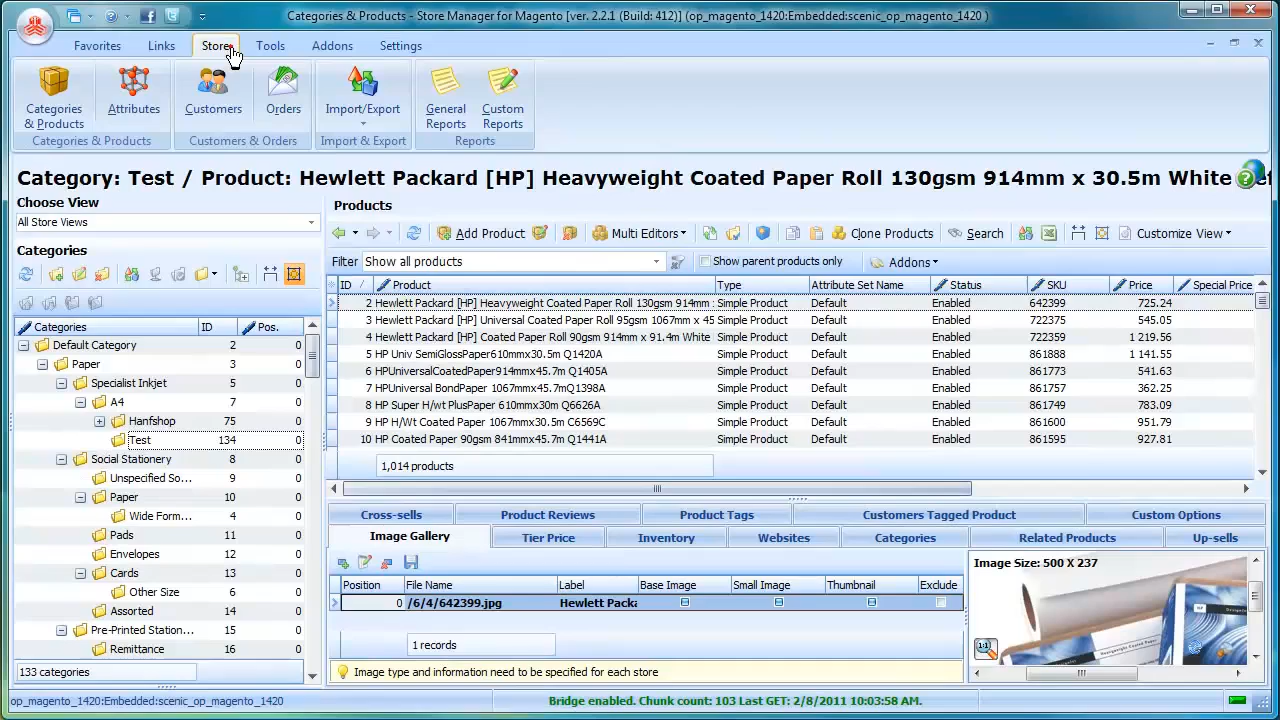 Categories & Products - Store Manager for Magento [ver. 2.2.1 (Build: 412)] (op_magento_1420:Embedded:scenic_op_magento_1420 )
Favorites Links Store Tools Addons Settings
Categories & Products Attributes Customers Orders Import/Export General Reports Custom Reports
Categories & Products Customers & Orders Import & Export Reports
Category: Test / Product: Hewlett Packard [HP] Heavyweight Coated Paper Roll 130gsm 914mm x 30.5m White
Choose View
All Store Views
Categories
Categories ID Pos.
Default Category 2 0
Paper 3 0
Specialist Inkjet 5 0
A4 7 0
Hanfshop 75 0
Test 134 0
Social Stationery 8 0
Unspecified So... 9 0
Paper 10 0
Wide Form... 4 0
Pads 11 0
Envelopes 12 0
Cards 13 0
Other Size 6 0
Assorted 14 0
Pre-Printed Station... 15 0
Remittance 16 0
133 categories
Products
Add Product Multi Editors Clone Products Search Customize View
Filter Show all products Show parent products only Addons
ID Product Type Attribute Set Name Status SKU Price Special Price
2 Hewlett Packard [HP] Heavyweight Coated Paper Roll 130gsm 914mm Simple Product Default Enabled 642399 725.24
3 Hewlett Packard [HP] Universal Coated Paper Roll 95gsm 1067mm x 45 Simple Product Default Enabled 722375 545.05
4 Hewlett Packard [HP] Coated Paper Roll 90gsm 914mm x 91.4m White Simple Product Default Enabled 722359 1 219.56
5 HP Univ SemiGlossPaper610mmx30.5m Q1420A Simple Product Default Enabled 861888 1 141.55
6 HPUniversalCoatedPaper914mmx45.7m Q1405A Simple Product Default Enabled 861773 541.63
7 HPUniversal BondPaper 1067mmx45.7mQ1398A Simple Product Default Enabled 861757 362.25
8 HP Super H/wt PlusPaper 610mmx30m Q6626A Simple Product Default Enabled 861749 783.09
9 HP H/Wt Coated Paper 1067mmx30.5m C6569C Simple Product Default Enabled 861600 951.79
10 HP Coated Paper 90gsm 841mmx45.7m Q1441A Simple Product Default Enabled 861595 927.81
1,014 products
Cross-sells Product Reviews Product Tags Customers Tagged Product Custom Options
Image Gallery Tier Price Inventory Websites Categories Related Products Up-sells
Position File Name Label Base Image Small Image Thumbnail Exclude
0 /6/4/642399.jpg Hewlett Packa
1 records
Image type and information need to be specified for each store
Image Size: 500 X 237
op_magento_1420:Embedded:scenic_op_magento_1420 Bridge enabled. Chunk count: 103 Last GET: 2/8/2011 10:03:58 AM.